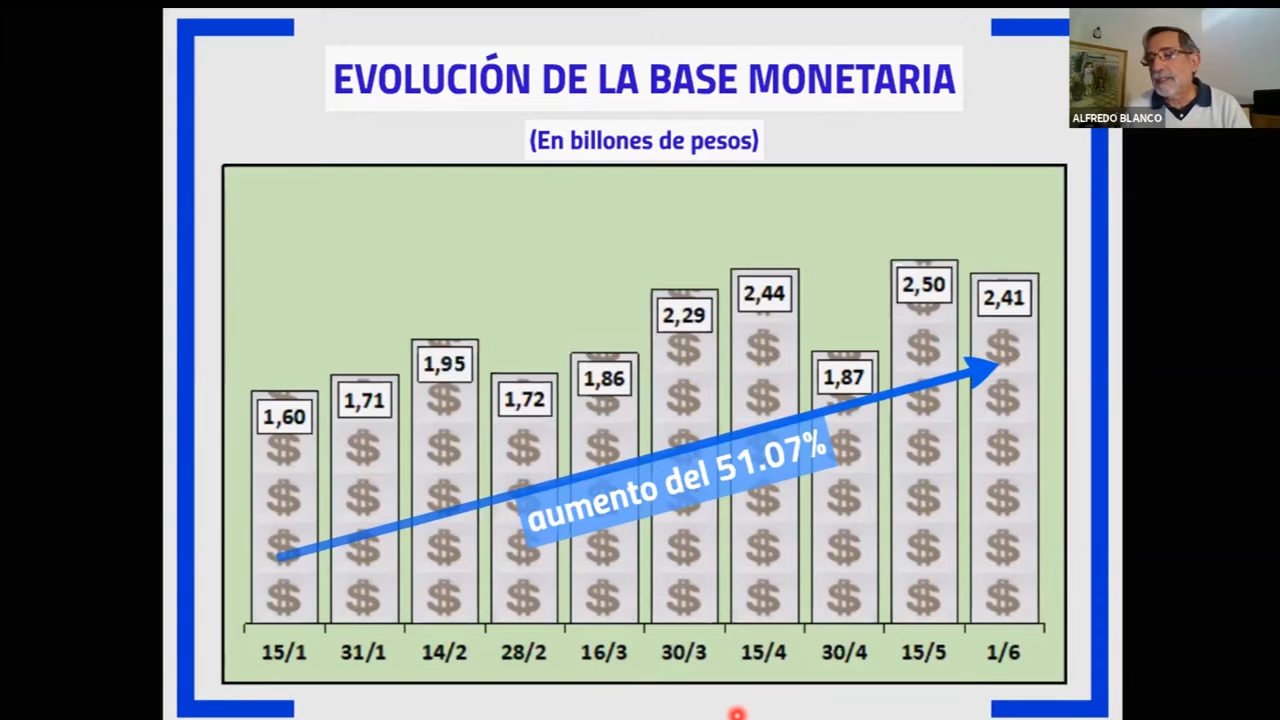 EVOLUCIÓN DE LA BASE MONETARIA
(En billones de pesos)
ALFREDO BLANCO
1,60
1,71
1,95
1,72
1,86
2,29
2,44
1,87
2,50
2,41
aumento del 51.07%
15/1 31/1 14/2 28/2 16/3 30/3 15/4 30/4 15/5 1/6